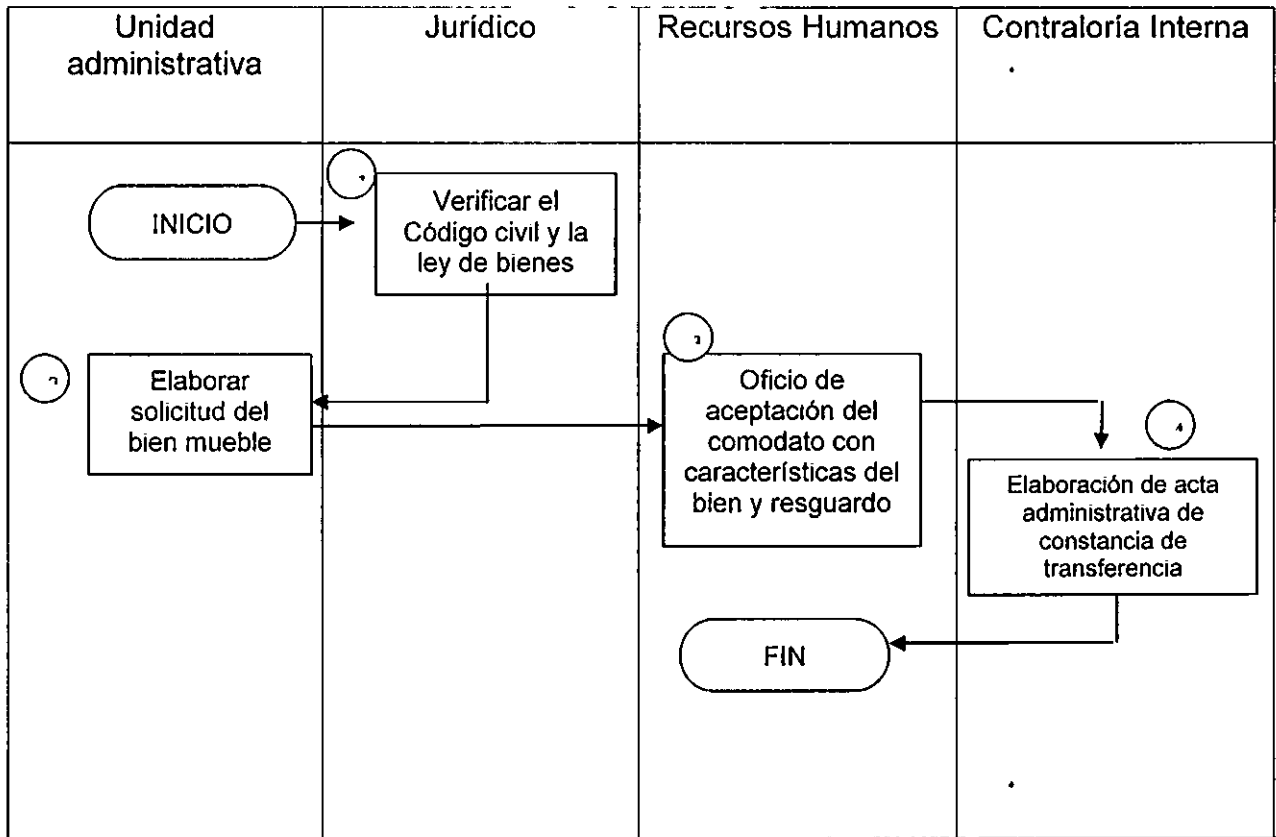 Unidad
administrativa
Jurídico
Recursos Humanos
Contraloría Interna
INICIO
Verificar el
Código civil y la
ley de bienes
Elaborar
solicitud del
bien mueble
Oficio de
aceptación del
comodato con
características del
bien y resguardo
4
Elaboración de acta
administrativa de
constancia de
transferencia
FIN